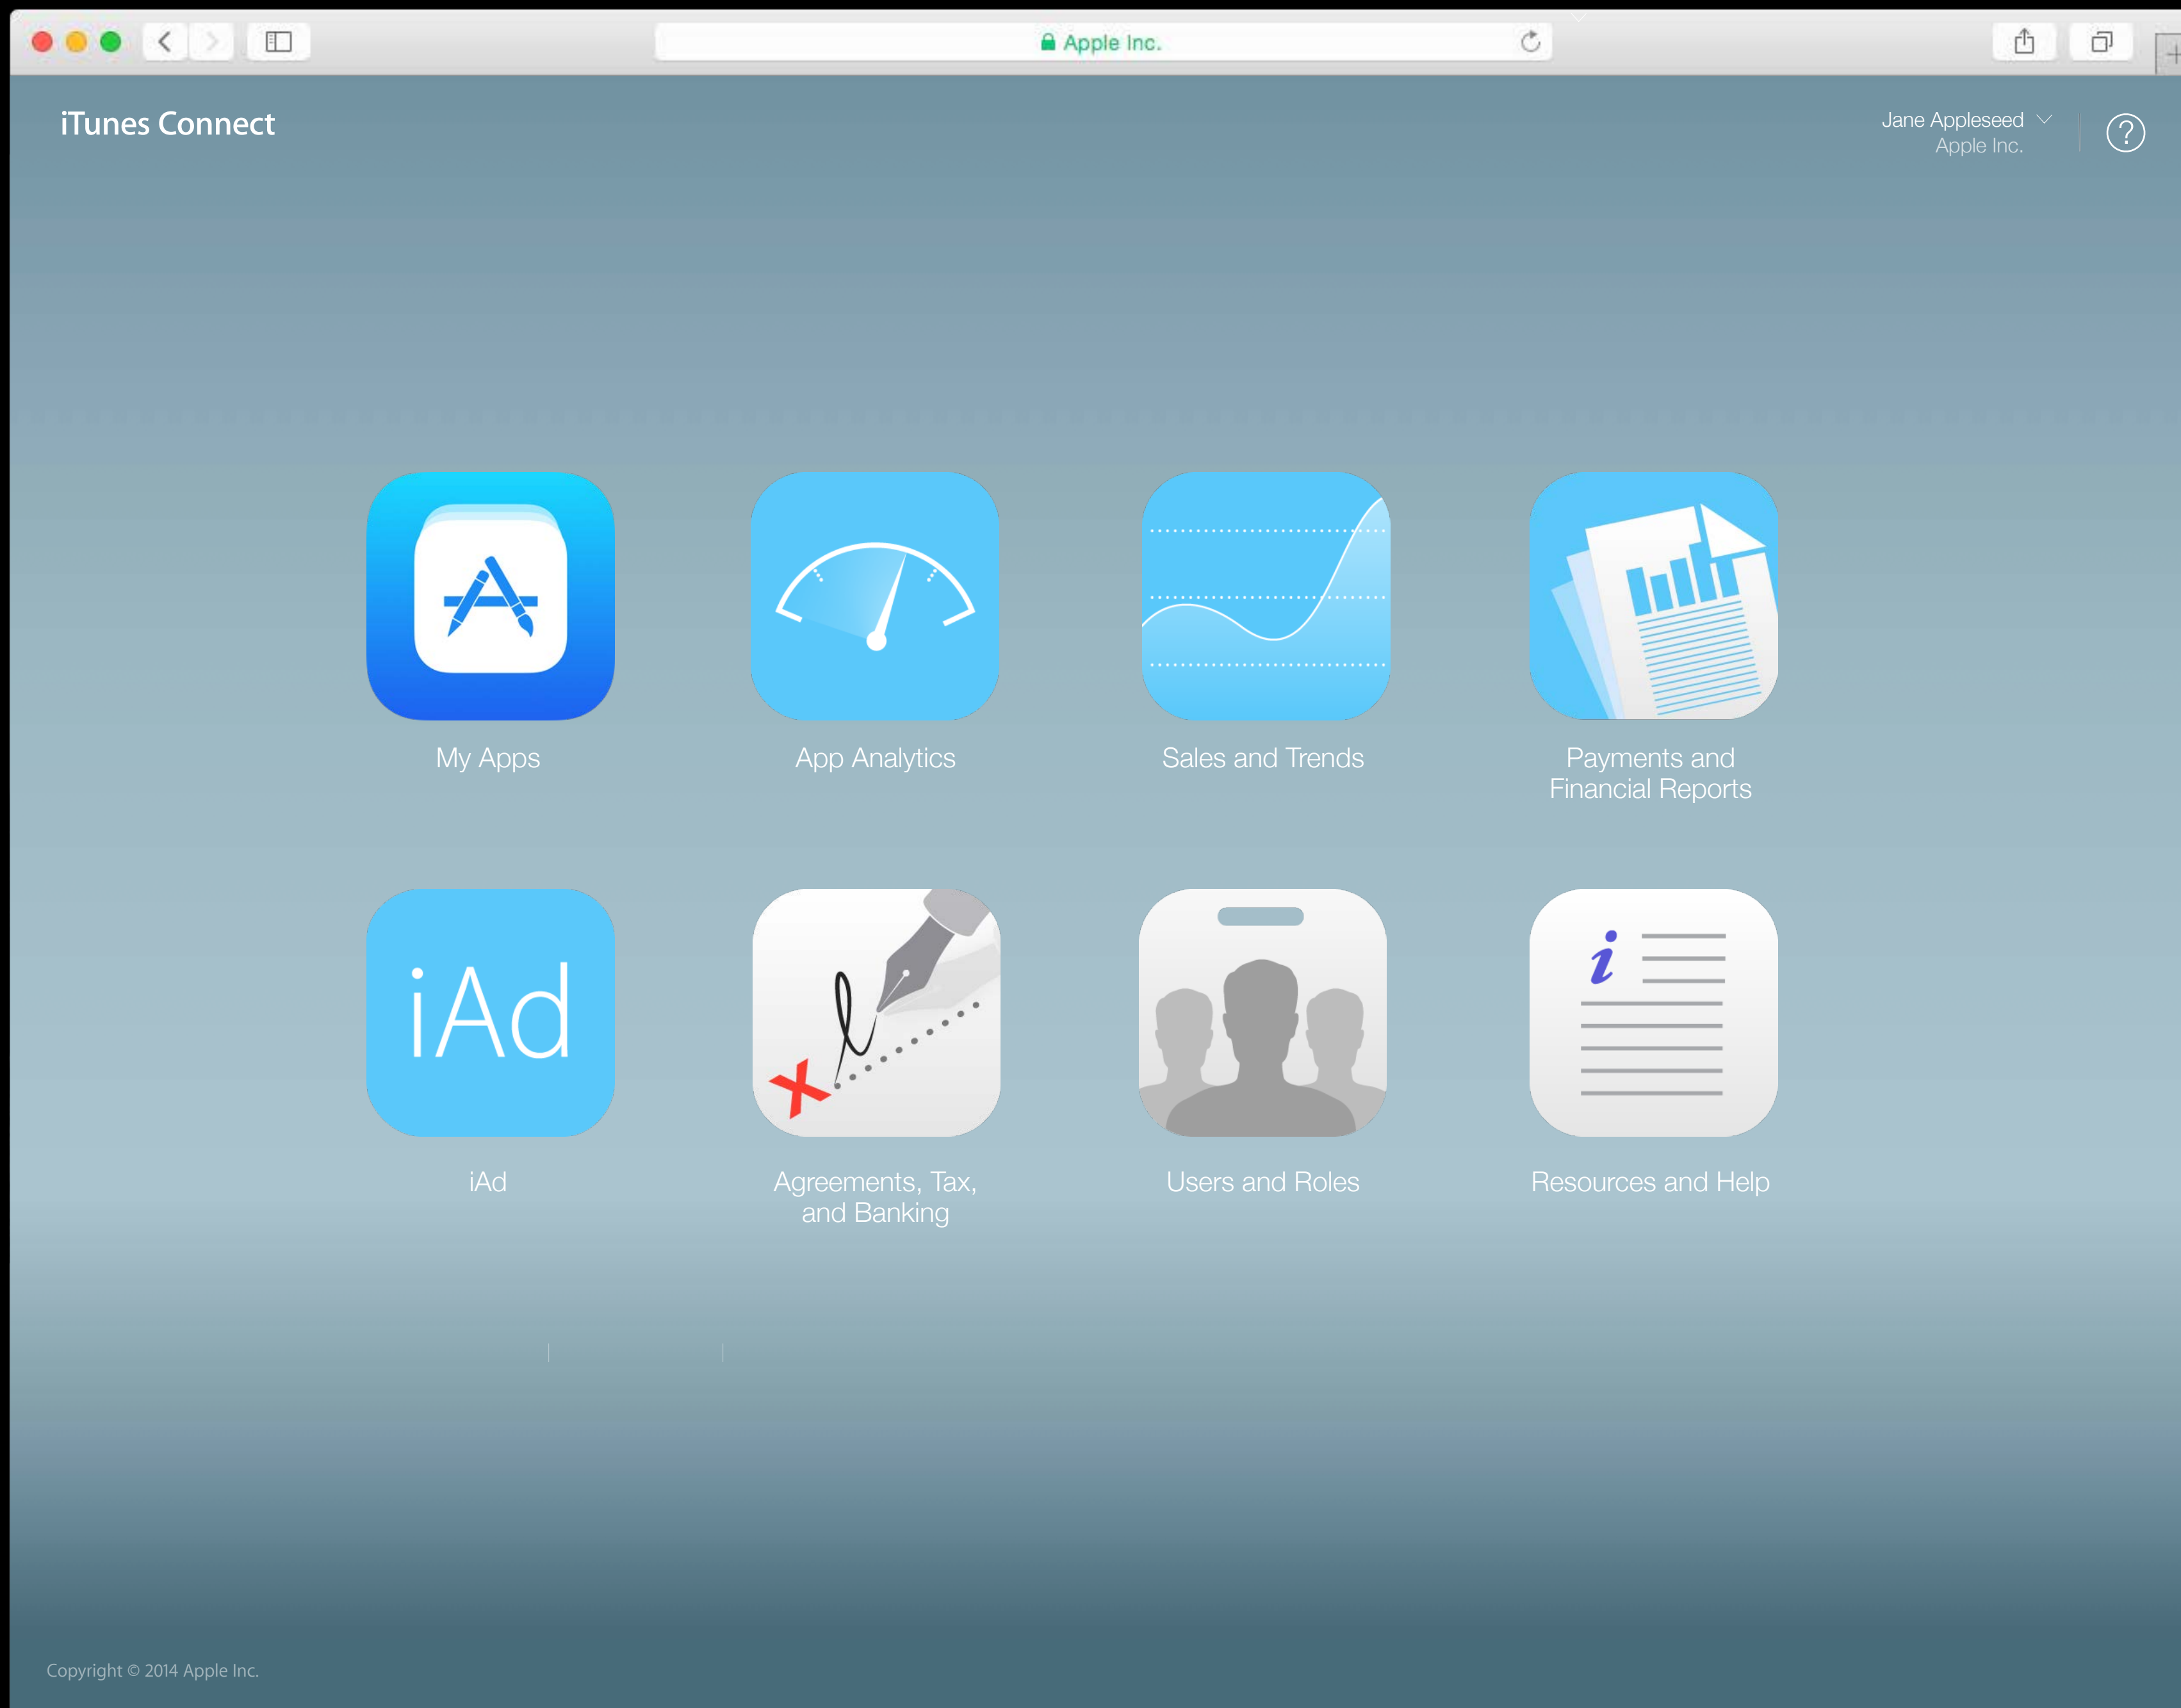 Apple Inc.
iTunes Connect
Jane Appleseed
Apple Inc.
?
My Apps
App Analytics
Sales and Trends
Payments and
Financial Reports
iAd
iAd
Agreements, Tax,
and Banking
Users and Roles
Resources and Help
Copyright © 2014 Apple Inc.